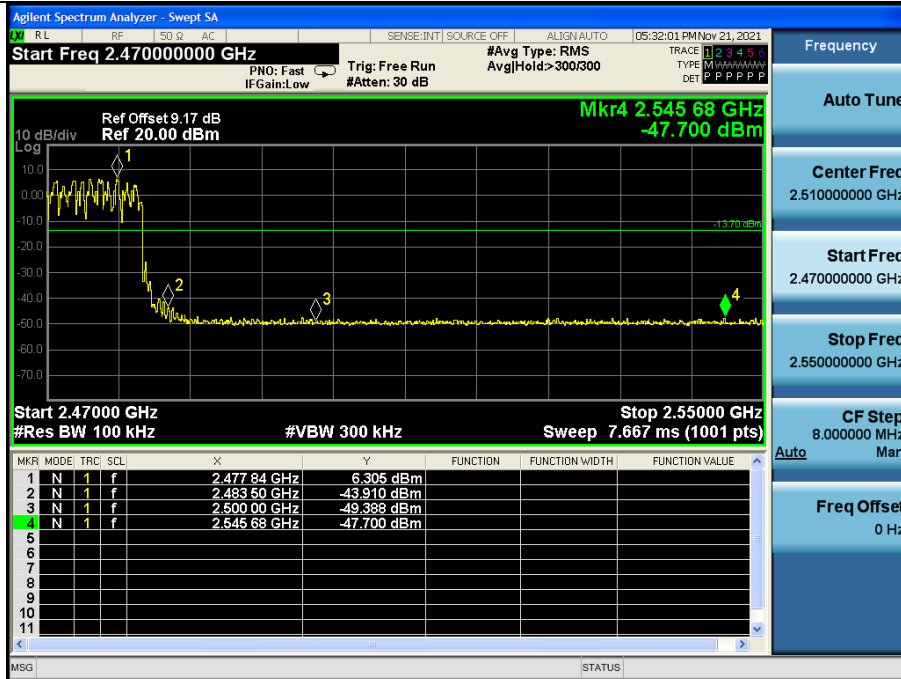 Agilent Spectrum Analyzer - Swept SA
LXI RL RF 50 Ω AC SENSE:INT SOURCE OFF ALIGN AUTO 05:32:01 PM Nov 21, 2021
Start Freq 2.470000000 GHz
PNO: Fast
IFGain:Low
Trig: Free Run
#Atten: 30 dB
#Avg Type: RMS
Avg|Hold:>300/300
TRACE 1 2 3 4 5 6
TYPE M WWWWW
DET P P P P P P
Mkr4 2.545 68 GHz
-47.700 dBm
Ref Offset 9.17 dB
10 dB/div Ref 20.00 dBm
Log
10.0
0.00
-10.0
-20.0
-30.0
-40.0
-50.0
-60.0
-70.0
1
2
3
4
-13.70 dBm
Start 2.47000 GHz Stop 2.55000 GHz
#Res BW 100 kHz #VBW 300 kHz Sweep 7.667 ms (1001 pts)
MKR MODE TRC SCL X Y FUNCTION FUNCTION WIDTH FUNCTION VALUE
1 N 1 f 2.477 84 GHz 6.305 dBm
2 N 1 f 2.483 50 GHz -43.910 dBm
3 N 1 f 2.500 00 GHz -49.388 dBm
4 N 1 f 2.545 68 GHz -47.700 dBm
5
6
7
8
9
10
11
MSG STATUS
Frequency
Auto Tune
Center Freq
2.510000000 GHz
Start Freq
2.470000000 GHz
Stop Freq
2.550000000 GHz
CF Step
8.000000 MHz
Auto Man
Freq Offset
0 Hz